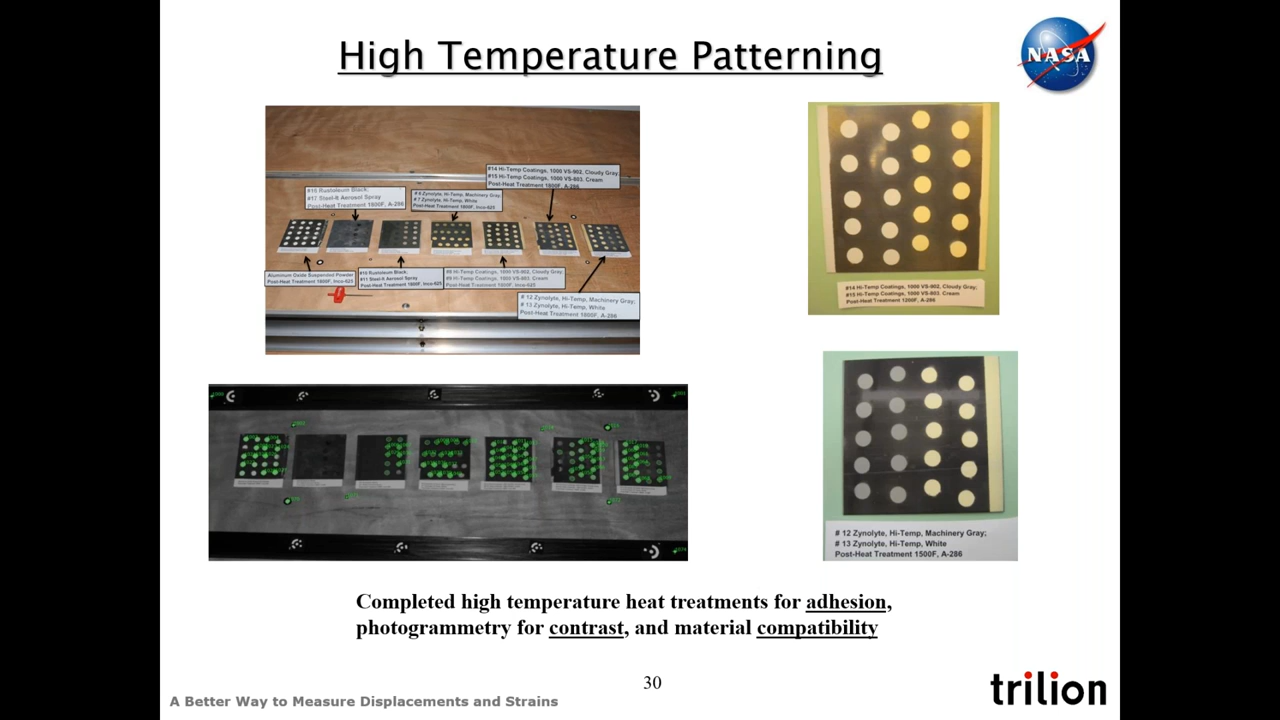 High Temperature Patterning
NASA
#14 Hi-Temp Coatings, 1000 VS-902, Cloudy Gray,
#15 Hi-Temp Coatings, 1000 VS-803. Cream
Post-Heat Treatment 1800F, A-286
#16 Rustoleum Black;
#17 Steel-It Aerosol Spray
Post-Heat Treatment 1800F, A-286
# 6 Zynolyte, Hi-Temp, Machinery Gray;
# 7 Zynolyte, Hi-Temp, White
Post-Heat Treatment 1800F, Inco-625
Aluminum Oxide Suspended Powder
Post-Heat Treatment 1800F, Inco-625
#10 Rustoleum Black;
#11 Steel-It Aerosol Spray
Post-Heat Treatment 1800F, Inco-625
#8 Hi-Temp Coatings, 1000 VS-902, Cloudy Gray,
#9 Hi-Temp Coatings, 1000 VS-803. Cream
Post-Heat Treatment 1800F, Inco-625
# 12 Zynolyte, Hi-Temp, Machinery Gray;
# 13 Zynolyte, Hi-Temp, White
Post-Heat Treatment 1800F, A-286
#14 Hi-Temp Coatings, 1000 VS-902, Cloudy Gray;
#15 Hi-Temp Coatings, 1000 VS-803. Cream
Post-Heat Treatment 1200F, A-286
# 12 Zynolyte, Hi-Temp, Machinery Gray;
# 13 Zynolyte, Hi-Temp, White
Post-Heat Treatment 1500F, A-286
Completed high temperature heat treatments for adhesion,
photogrammetry for contrast, and material compatibility
30
A Better Way to Measure Displacements and Strains
trilion